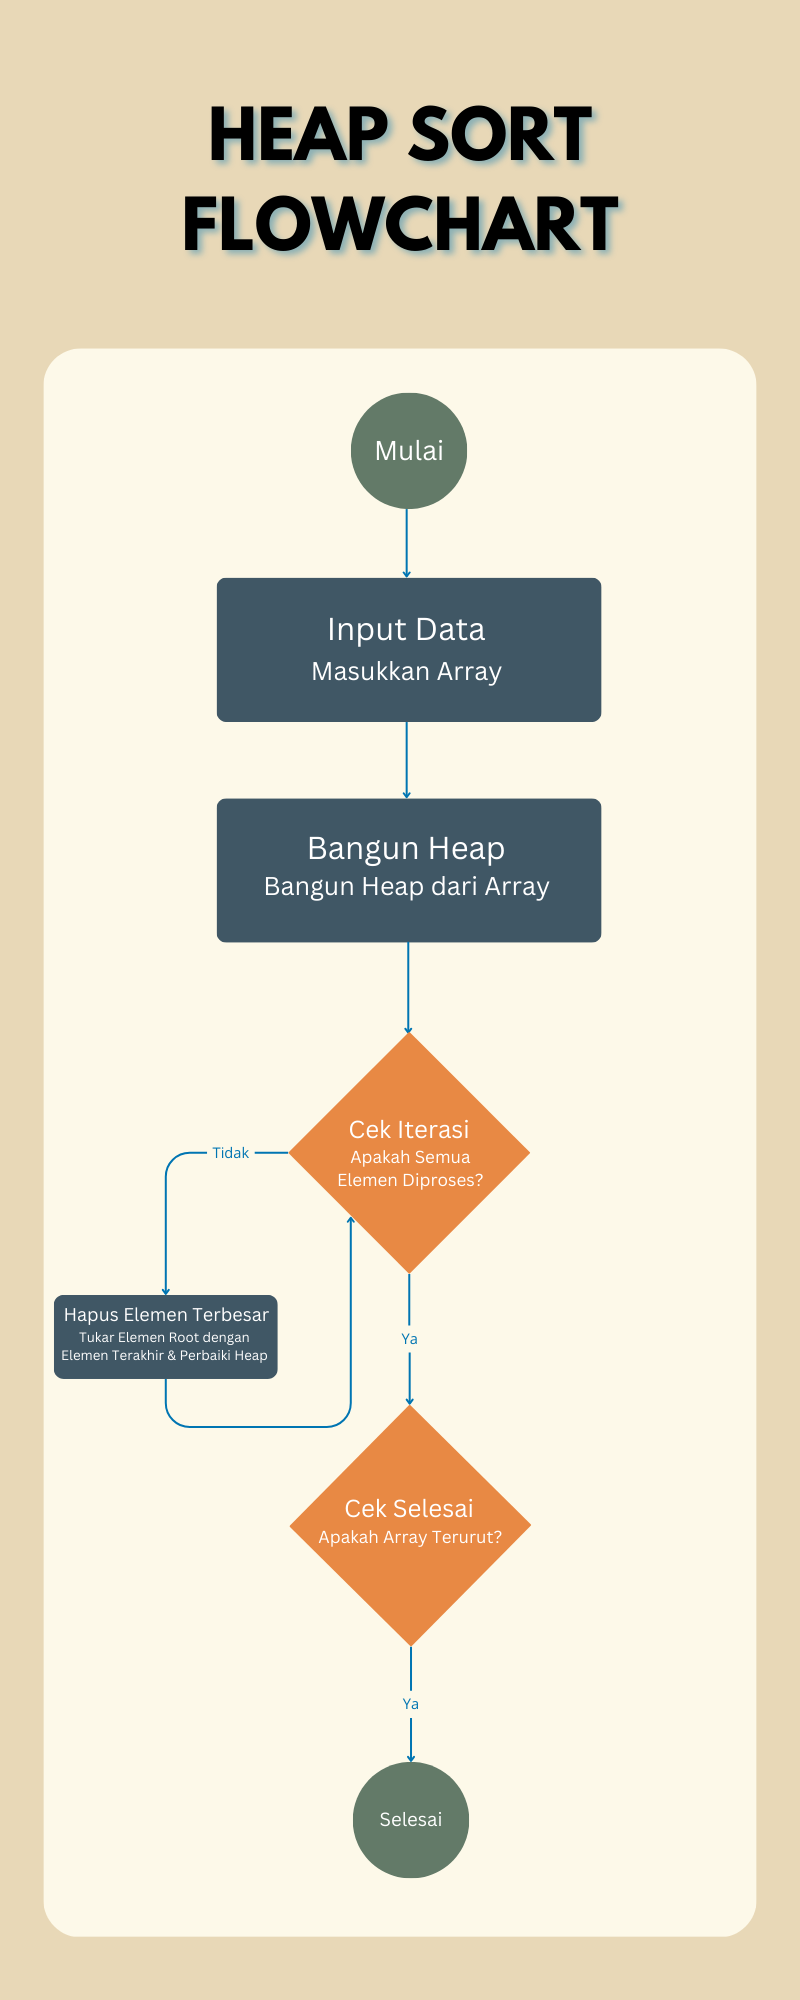 HEAP SORT
FLOWCHART
Mulai
Input Data
Masukkan Array
Bangun Heap
Bangun Heap dari Array
Cek Iterasi
Apakah Semua
Elemen Diproses?
Tidak
Hapus Elemen Terbesar
Tukar Elemen Root dengan
Elemen Terakhir & Perbaiki Heap
Ya
Cek Selesai
Apakah Array Terurut?
Ya
Selesai